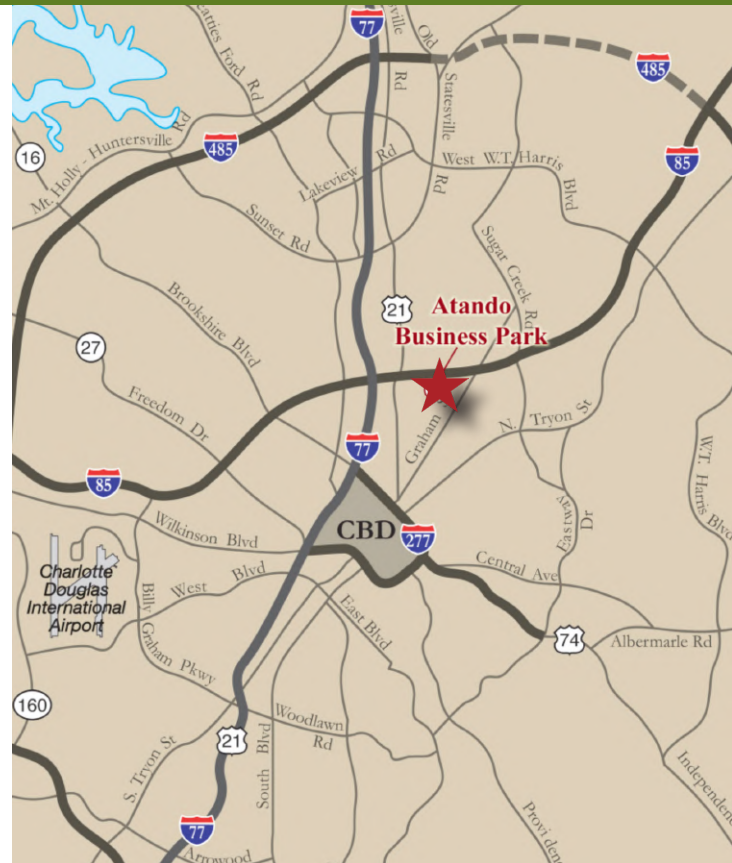 77
Old
Statesville
Rd
Rd
485
485
16
Mt. Holly - Huntersville Rd
85
Lakeview Rd
West W.T. Harris
Blvd
Sunset Rd
Sugar Creek Rd
Brookshire Blvd
21
Atando
Business Park
27
Freedom Dr
Graham
N. Tryon St
77
W.T. Harris Blvd
85
CBD
277
Eastway
Dr
Wilkinson Blvd
Central Ave
Charlotte
Douglas
International
Airport
West Blvd
East Blvd
74
Albermarle Rd
Billy Graham Pkwy
160
Woodlawn
Rd
21
S. Tryon St
South Blvd
Independen
Providen
77
Arrowood